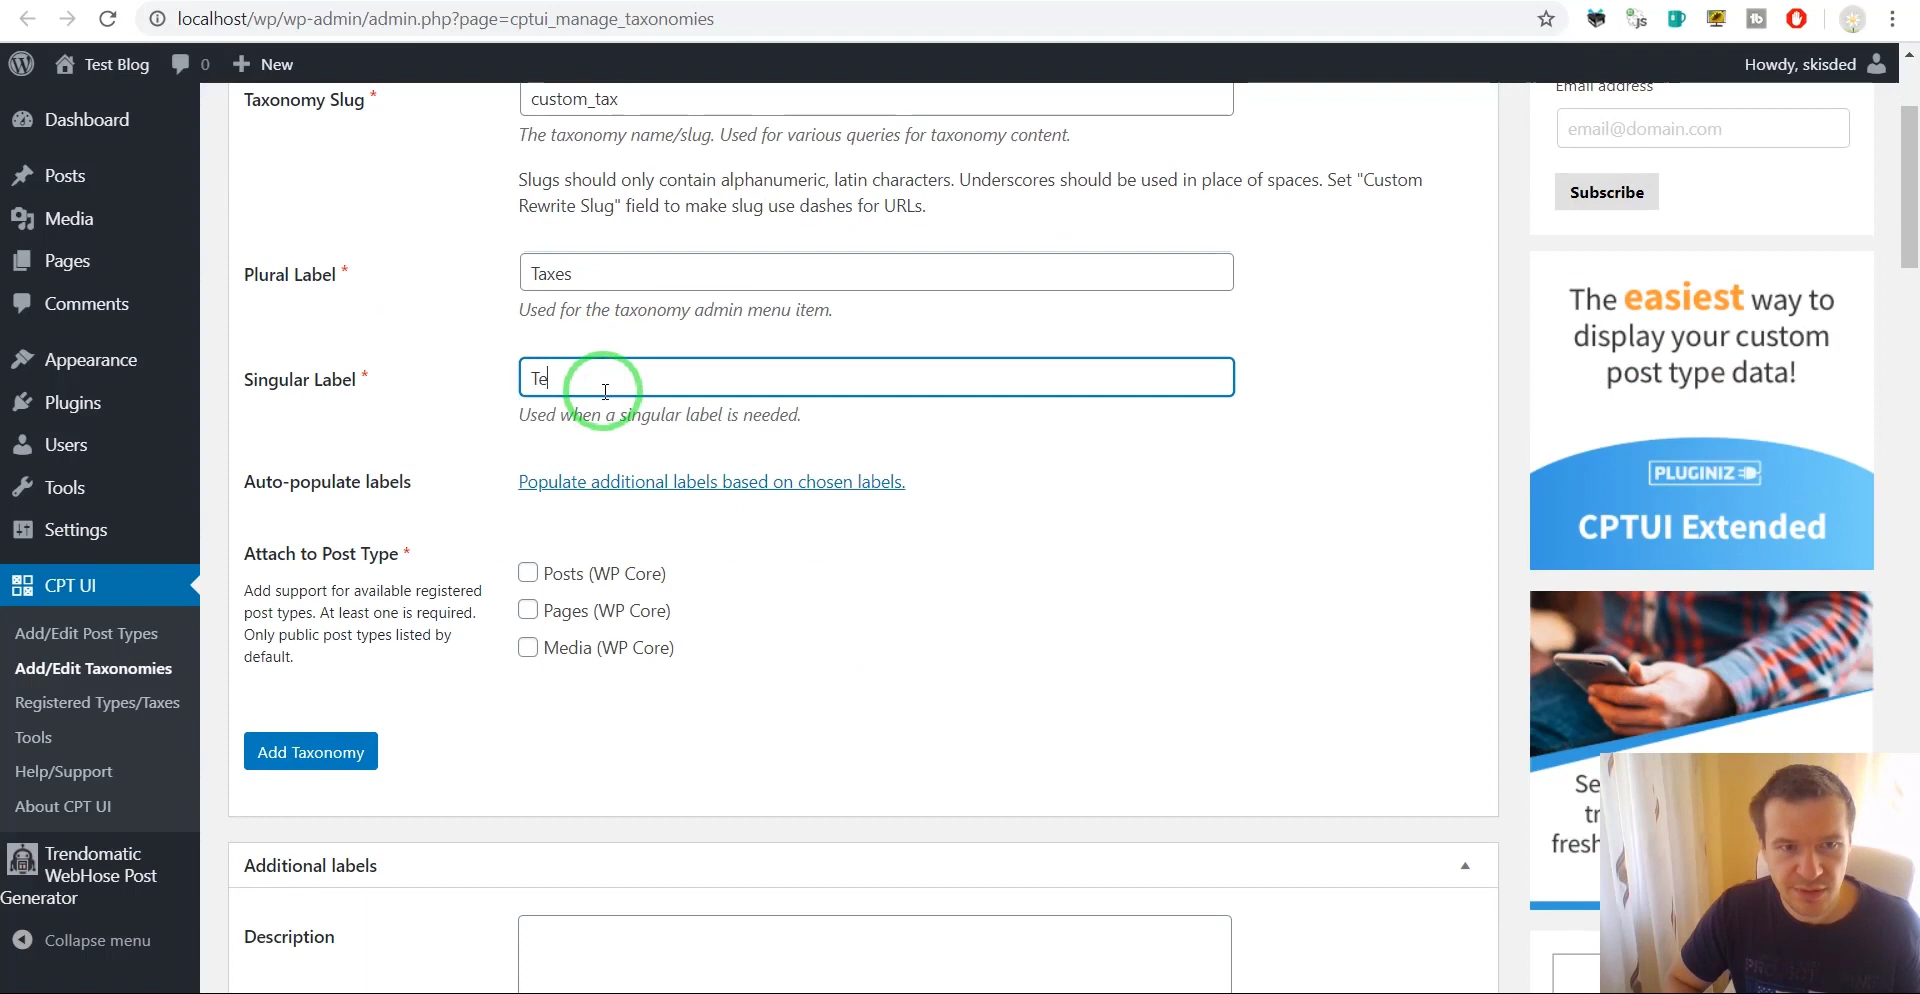 localhost/wp/wp-admin/admin.php?page=cptui_manage_taxonomies
JS
tb
Test Blog
0
New
Howdy, skisded
Dashboard
Posts
Media
Pages
Comments
Appearance
Plugins
Users
Tools
Settings
CPT UI
Add/Edit Post Types
Add/Edit Taxonomies
Registered Types/Taxes
Tools
Help/Support
About CPT UI
Trendomatic
WebHose Post
Generator
Collapse menu
Taxonomy Slug *
custom_tax
The taxonomy name/slug. Used for various queries for taxonomy content.
Slugs should only contain alphanumeric, latin characters. Underscores should be used in place of spaces. Set "Custom
Rewrite Slug" field to make slug use dashes for URLs.
Plural Label *
Taxes
Used for the taxonomy admin menu item.
Singular Label *
Te
Used when a singular label is needed.
Auto-populate labels
Populate additional labels based on chosen labels.
Attach to Post Type *
Add support for available registered
post types. At least one is required.
Only public post types listed by
default.
Posts (WP Core)
Pages (WP Core)
Media (WP Core)
Add Taxonomy
Additional labels
Description
Email address
email@domain.com
Subscribe
The easiest way to
display your custom
post type data!
PLUGINIZ
CPTUI Extended
Se
tr
fresh